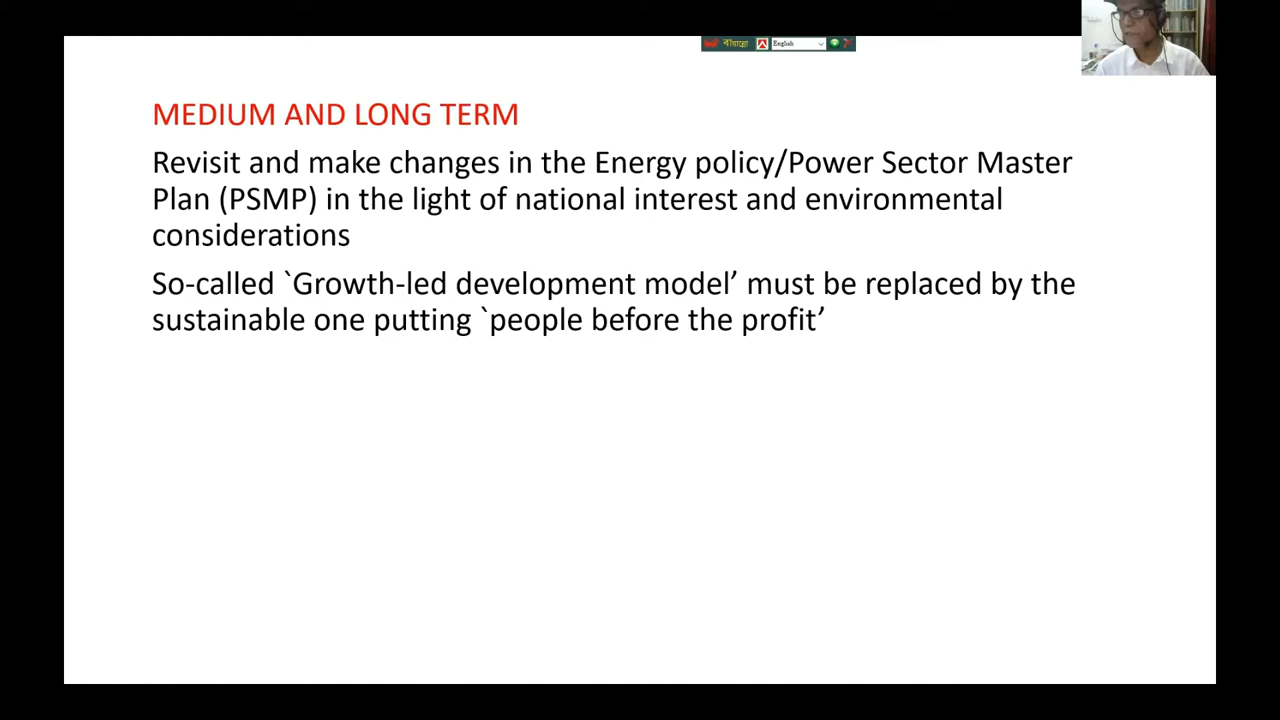 বায়ান্নো English
MEDIUM AND LONG TERM
Revisit and make changes in the Energy policy/Power Sector Master
Plan (PSMP) in the light of national interest and environmental
considerations
So-called `Growth-led development model’ must be replaced by the
sustainable one putting `people before the profit’